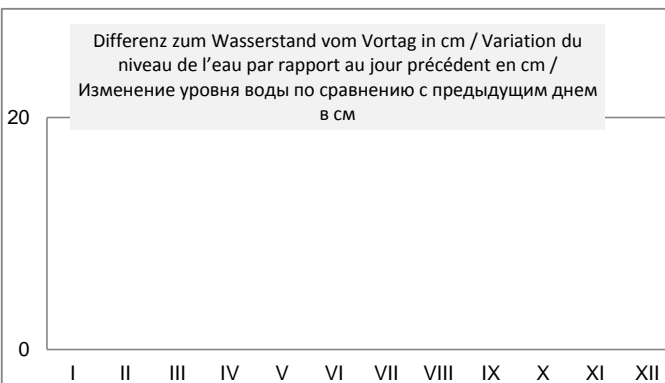 Differenz zum Wasserstand vom Vortag in cm / Variation du
niveau de l’eau par rapport au jour précédent en cm /
Изменение уровня воды по сравнению с предыдущим днем
в см
20
0
I II III IV V VI VII VIII IX X XI XII